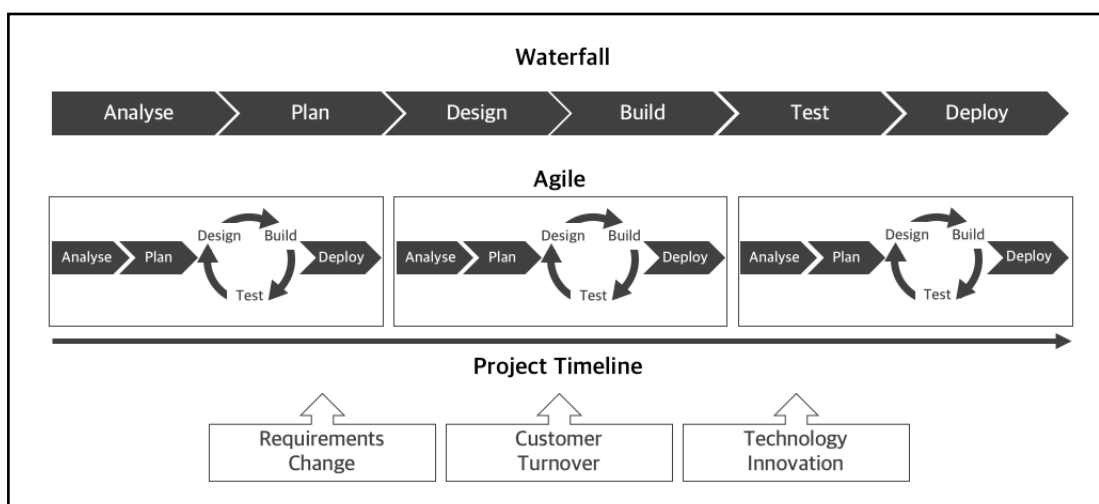 Waterfall
Analyse Plan Design Build Test Deploy
Agile
Analyse Plan Design Build Test Deploy
Analyse Plan Design Build Test Deploy
Analyse Plan Design Build Test Deploy
Project Timeline
Requirements
Change
Customer
Turnover
Technology
Innovation